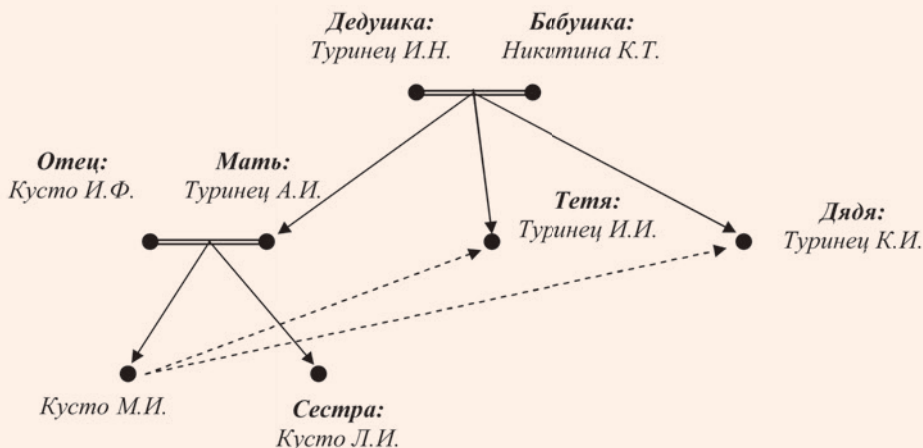 Дедушка:
Туринец И.Н.
Бабушка:
Никитина К.Т.
Отец:
Кусто И.Ф.
Мать:
Туринец А.И.
Тетя:
Туринец И.И.
Дядя:
Туринец К.И.
Кусто М.И.
Сестра:
Кусто Л.И.